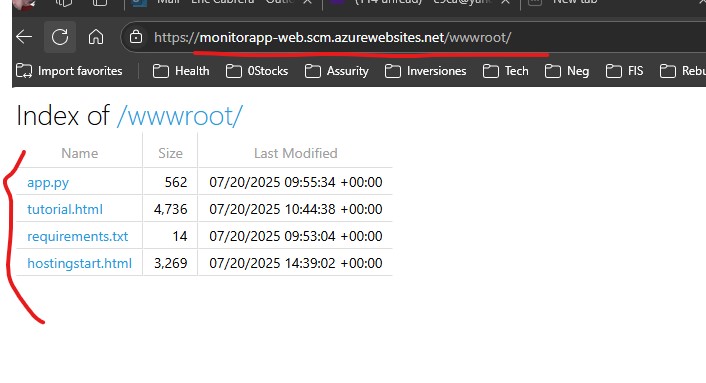 Mail - Eric Cabrera - Outl
(114 unread) -
New tab
https://monitorapp-web.scm.azurewebsites.net/wwwroot/
Import favorites
Health
0Stocks
Assurity
Inversiones
Tech
Neg
FIS
Rebu
Index of /wwwroot/
Name Size Last Modified
app.py 562 07/20/2025 09:55:34 +00:00
tutorial.html 4,736 07/20/2025 10:44:38 +00:00
requirements.txt 14 07/20/2025 09:53:04 +00:00
hostingstart.html 3,269 07/20/2025 14:39:02 +00:00